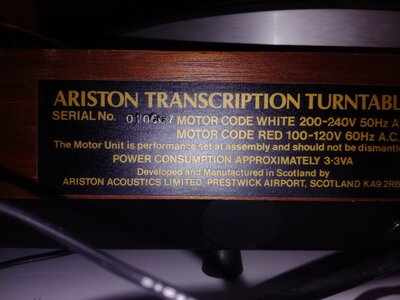 ARISTON TRANSCRIPTION TURNTABL
SERIAL No. MOTOR CODE WHITE 200-240V 50Hz A
MOTOR CODE RED 100-120V 60Hz A.C.
The Motor Unit is performance set at assembly and should not be dismantle
POWER CONSUMPTION APPROXIMATELY 3·3VA
Developed and Manufactured in Scotland by
ARISTON ACOUSTICS LIMITED, PRESTWICK AIRPORT, SCOTLAND KA9 2RB